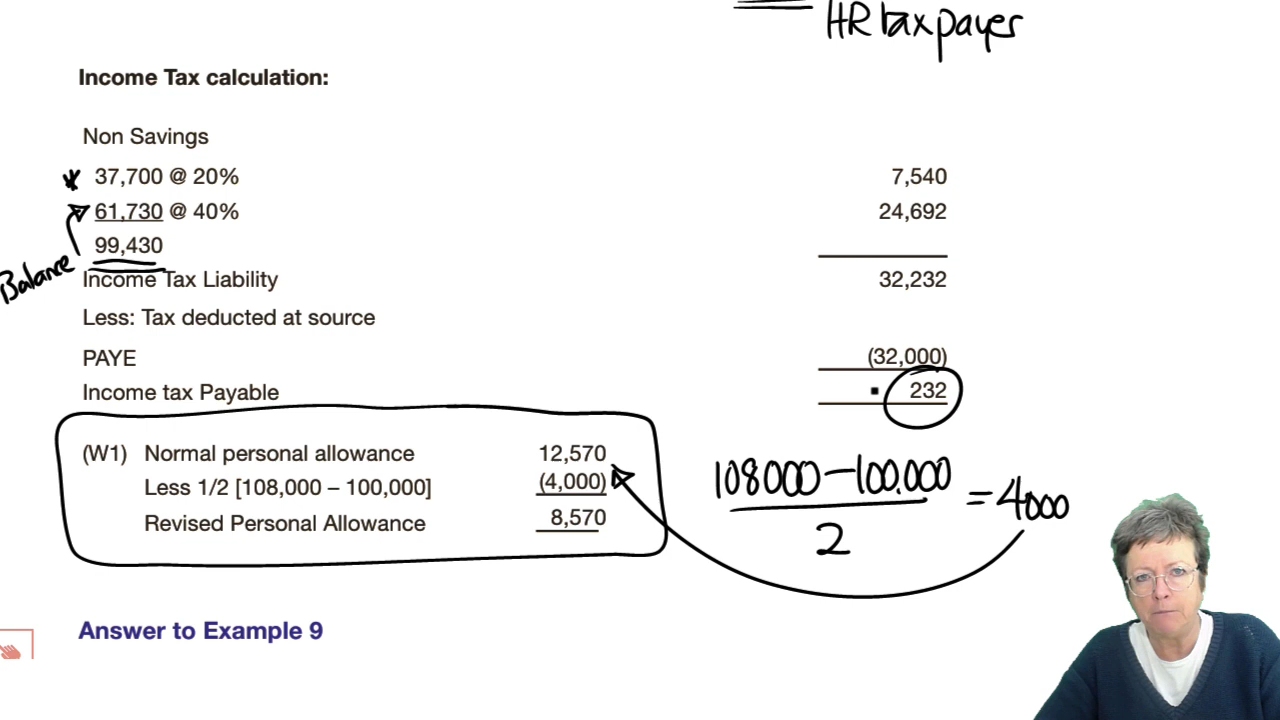 HR taxpayer
Income Tax calculation:
Non Savings
* 37,700 @ 20% 7,540
61,730 @ 40% 24,692
99,430
Balance
Income Tax Liability 32,232
Less: Tax deducted at source
PAYE (32,000)
Income tax Payable 232
(W1) Normal personal allowance 12,570
Less 1/2 [108,000 – 100,000] (4,000)
Revised Personal Allowance 8,570
108000 – 100,000 = 4000
2
Answer to Example 9